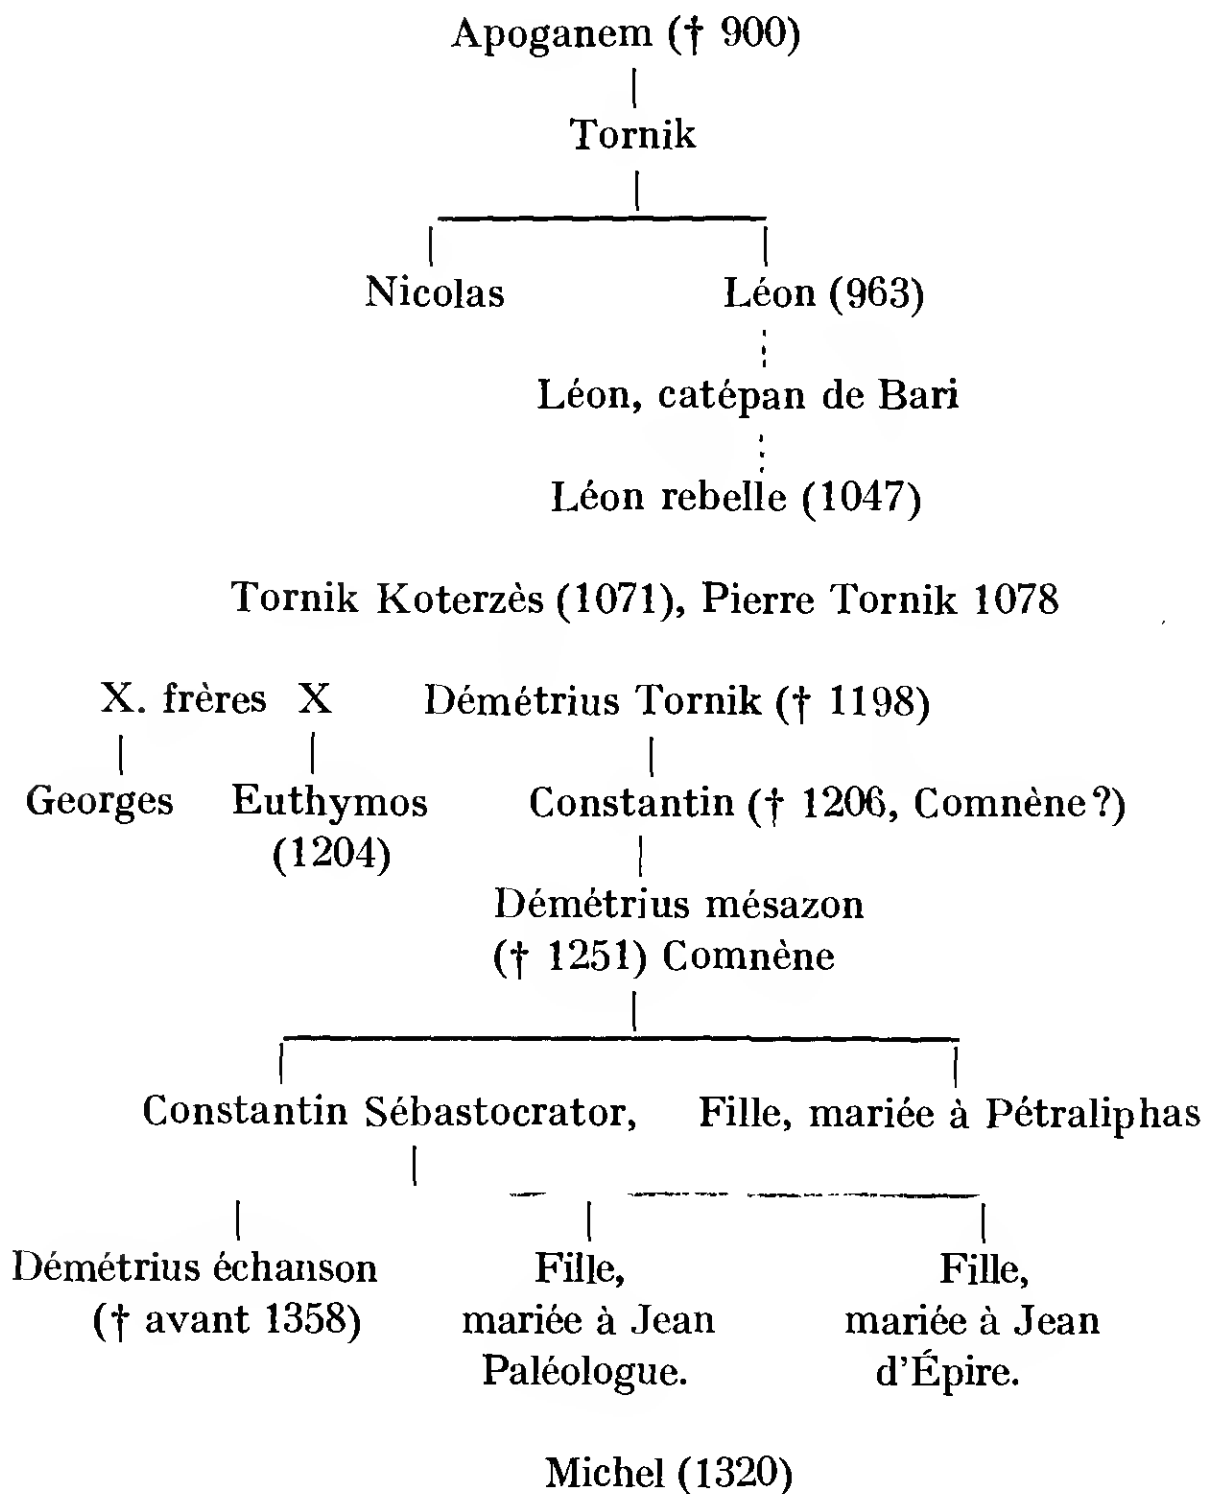 Apoganem († 900)
Tornik
Nicolas Léon (963)
Léon, catépan de Bari
Léon rebelle (1047)
Tornik Koterzès (1071), Pierre Tornik 1078
X. frères X Démétrius Tornik († 1198)
Georges Euthymos Constantin († 1206, Comnène?)
(1204)
Démétrius mésazon
(† 1251) Comnène
Constantin Sébastocrator, Fille, mariée à Pétraliphas
Démétrius échanson Fille, Fille,
(† avant 1358) mariée à Jean mariée à Jean
Paléologue. d'Épire.
Michel (1320)